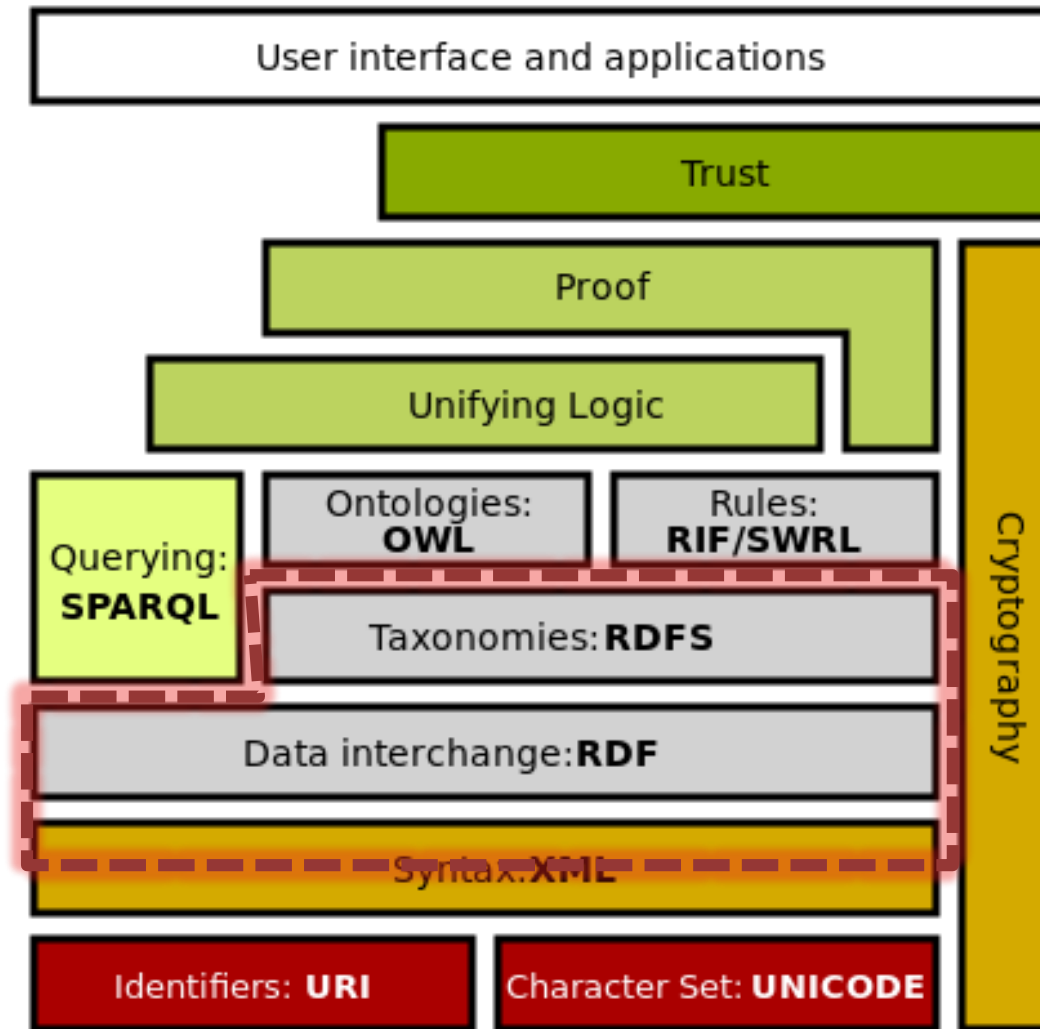 User interface and applications
Trust
Proof
Unifying Logic
Ontologies:
OWL
Rules:
RIF/SWRL
Querying:
SPARQL
Taxonomies:RDFS
Data interchange:RDF
Syntax:XML
Identifiers: URI
Character Set: UNICODE
Cryptography